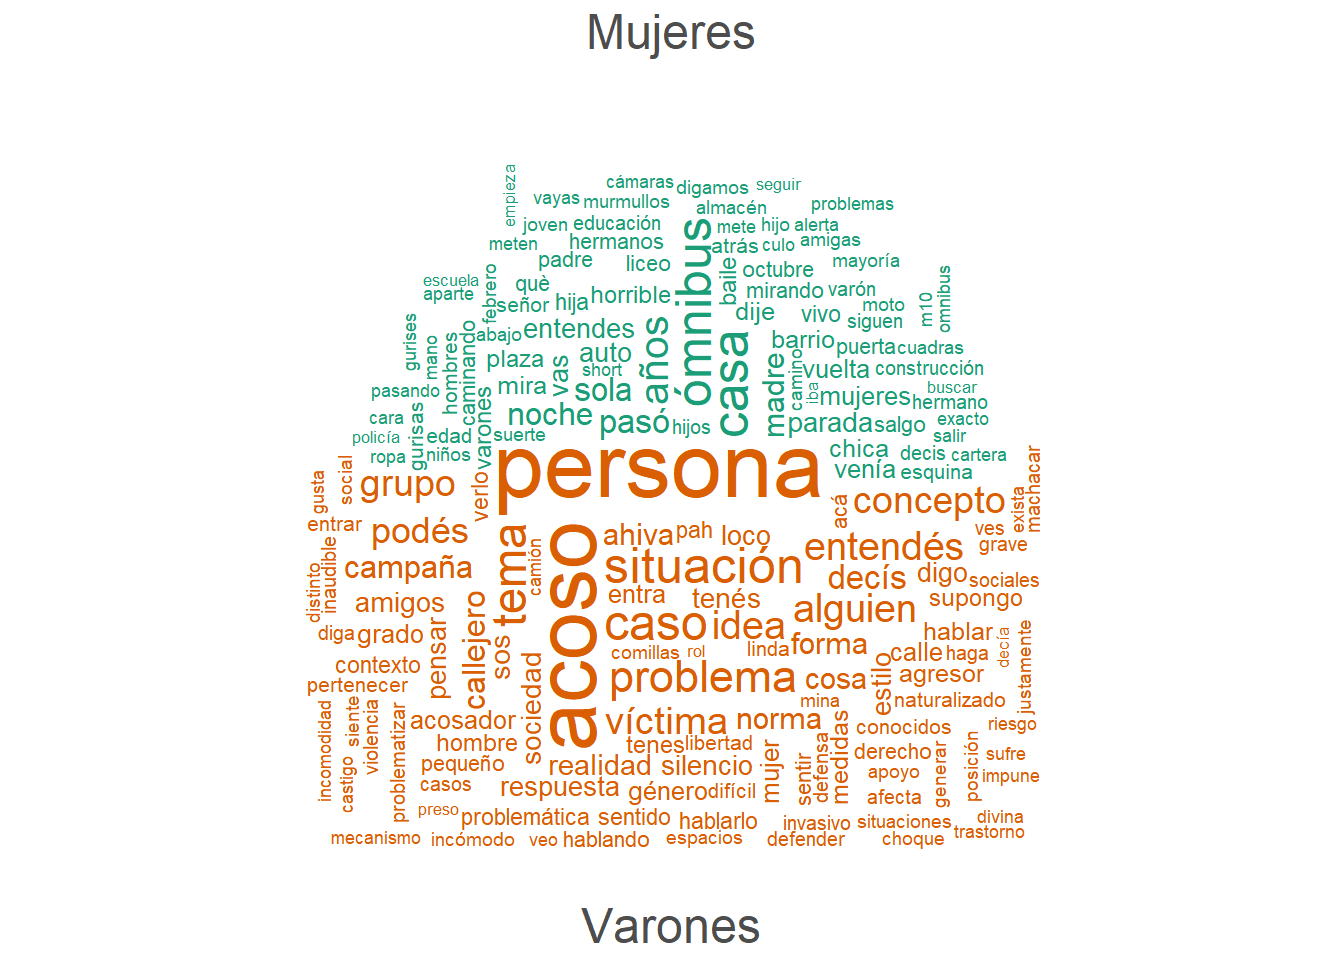 Mujeres
empieza
cámaras
digamos
seguir
vayas
murmullos
almacén
problemas
joven
educación
mete
hijo
alerta
meten
hermanos
atrás
culo
amigas
padre
liceo
ómnibus
baile
octubre
mayoría
escuela
aparte
febrero
què
señor
hija
horrible
mirando
varón
moto
m10
omnibus
gurises
mano
hombres
caminando
abajo
entendes
años
dije
vivo
siguen
plaza
auto
casa
barrio
puerta
cuadras
mira
vas
short
sola
madre
camino
iba
vuelta
construcción
pasando
noche
pasó
hijos
mujeres
buscar
hermano
cara
gurisas
varones
suerte
parada
salgo
exacto
policía
edad
salir
ropa
niños
chica
decis
cartera
venía
esquina
persona
gusta
social
grupo
verlo
acá
concepto
exista
machacar
entrar
podés
tema
acoso
ahiva
pah
loco
ves
grave
distinto
inaudible
campaña
camión
situación
entendés
decís
digo
sociales
amigos
entra
tenés
alguien
supongo
diga
grado
pensar
callejero
sos
caso
idea
forma
hablar
decía
justamente
contexto
comillas
rol
linda
calle
haga
pertenecer
sociedad
problema
cosa
estilo
agresor
naturalizado
mina
incomodidad
siente
violencia
problematizar
acosador
víctima
norma
medidas
conocidos
riesgo
hombre
tenes
libertad
mujer
derecho
posición
sufre
castigo
pequeño
realidad
silencio
sentir
defensa
apoyo
generar
impune
casos
respuesta
género
difícil
afecta
preso
problemática
sentido
hablarlo
invasivo
situaciones
divina
mecanismo
incómodo
veo
hablando
espacios
defender
choque
trastorno
Varones